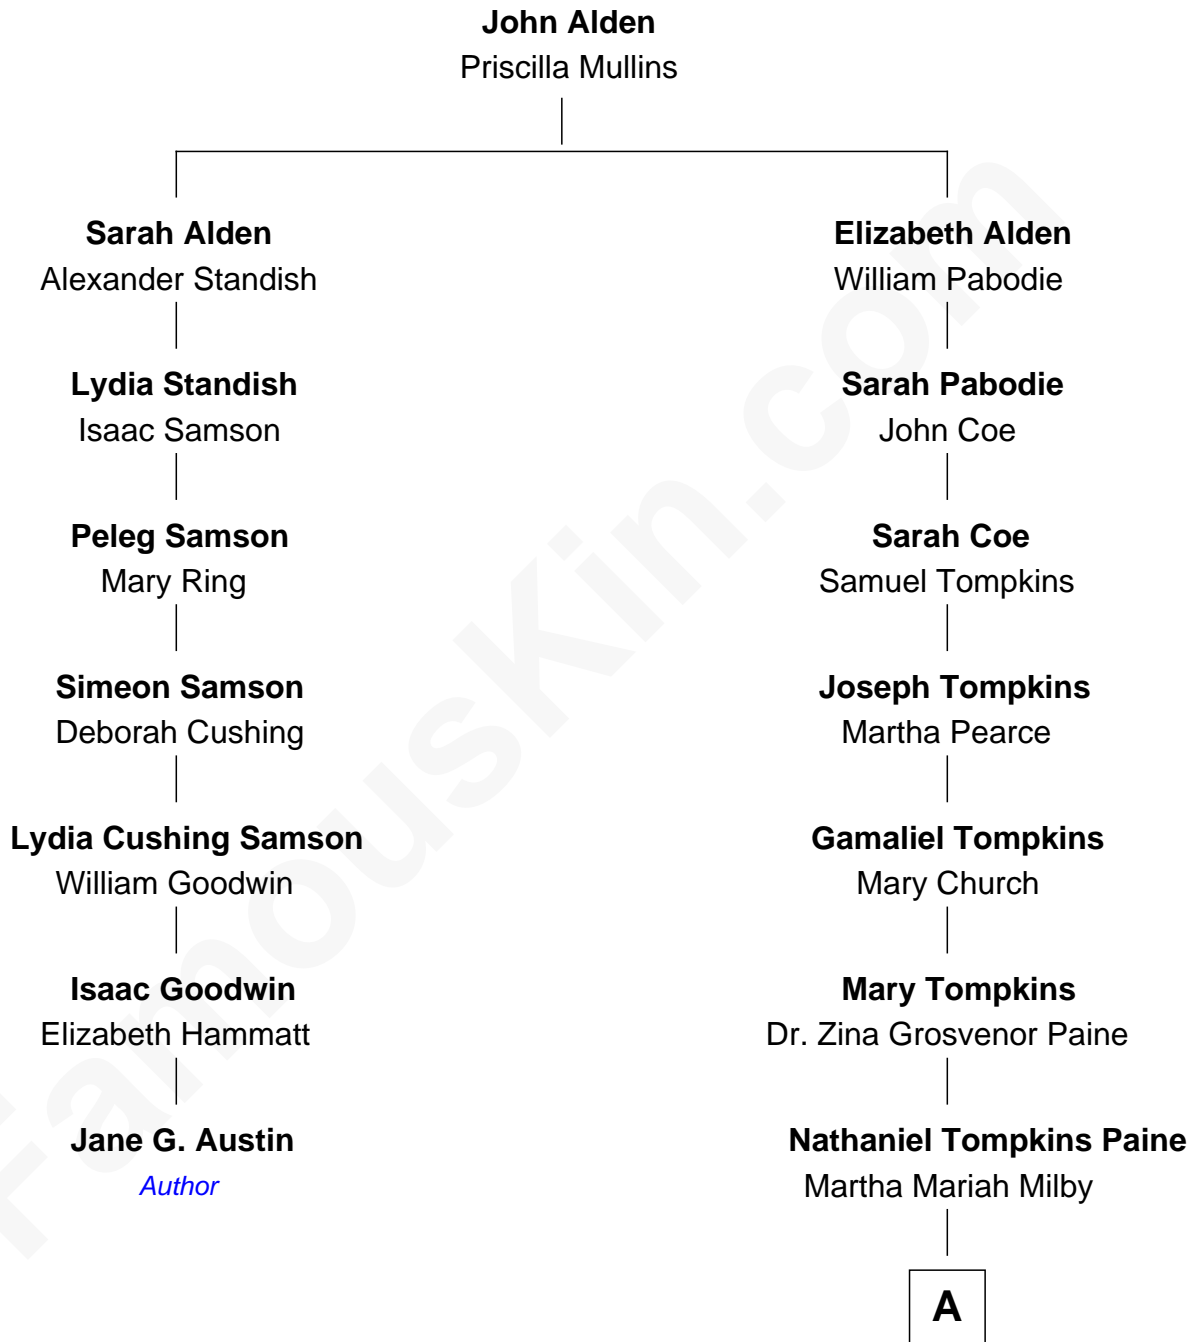 John Alden
Priscilla Mullins
Sarah Alden
Alexander Standish
Elizabeth Alden
William Pabodie
Lydia Standish
Isaac Samson
Sarah Pabodie
John Coe
Peleg Samson
Mary Ring
Sarah Coe
Samuel Tompkins
Simeon Samson
Deborah Cushing
Joseph Tompkins
Martha Pearce
Lydia Cushing Samson
William Goodwin
Gamaliel Tompkins
Mary Church
Isaac Goodwin
Elizabeth Hammatt
Mary Tompkins
Dr. Zina Grosvenor Paine
Jane G. Austin
Author
Nathaniel Tompkins Paine
Martha Mariah Milby
A
FamousKin.com